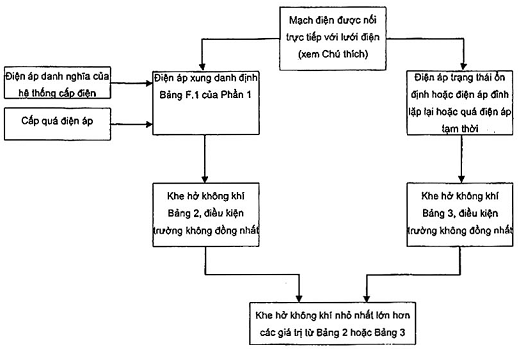 Mạch điện được nối
trực tiếp với lưới điện
(xem Chú thích)
Điện áp danh nghĩa của
hệ thống cấp điện
Cấp quá điện áp
Điện áp xung danh định
Bảng F.1 của Phần 1
Điện áp trạng thái ổn
định hoặc điện áp đỉnh
lặp lại hoặc quá điện áp
tạm thời
Khe hở không khí
Bảng 2, điều kiện
trường không đồng nhất
Khe hở không khí
Bảng 3, điều kiện
trường không đồng nhất
Khe hở không khí nhỏ nhất lớn hơn
các giá trị từ Bảng 2 hoặc Bảng 3